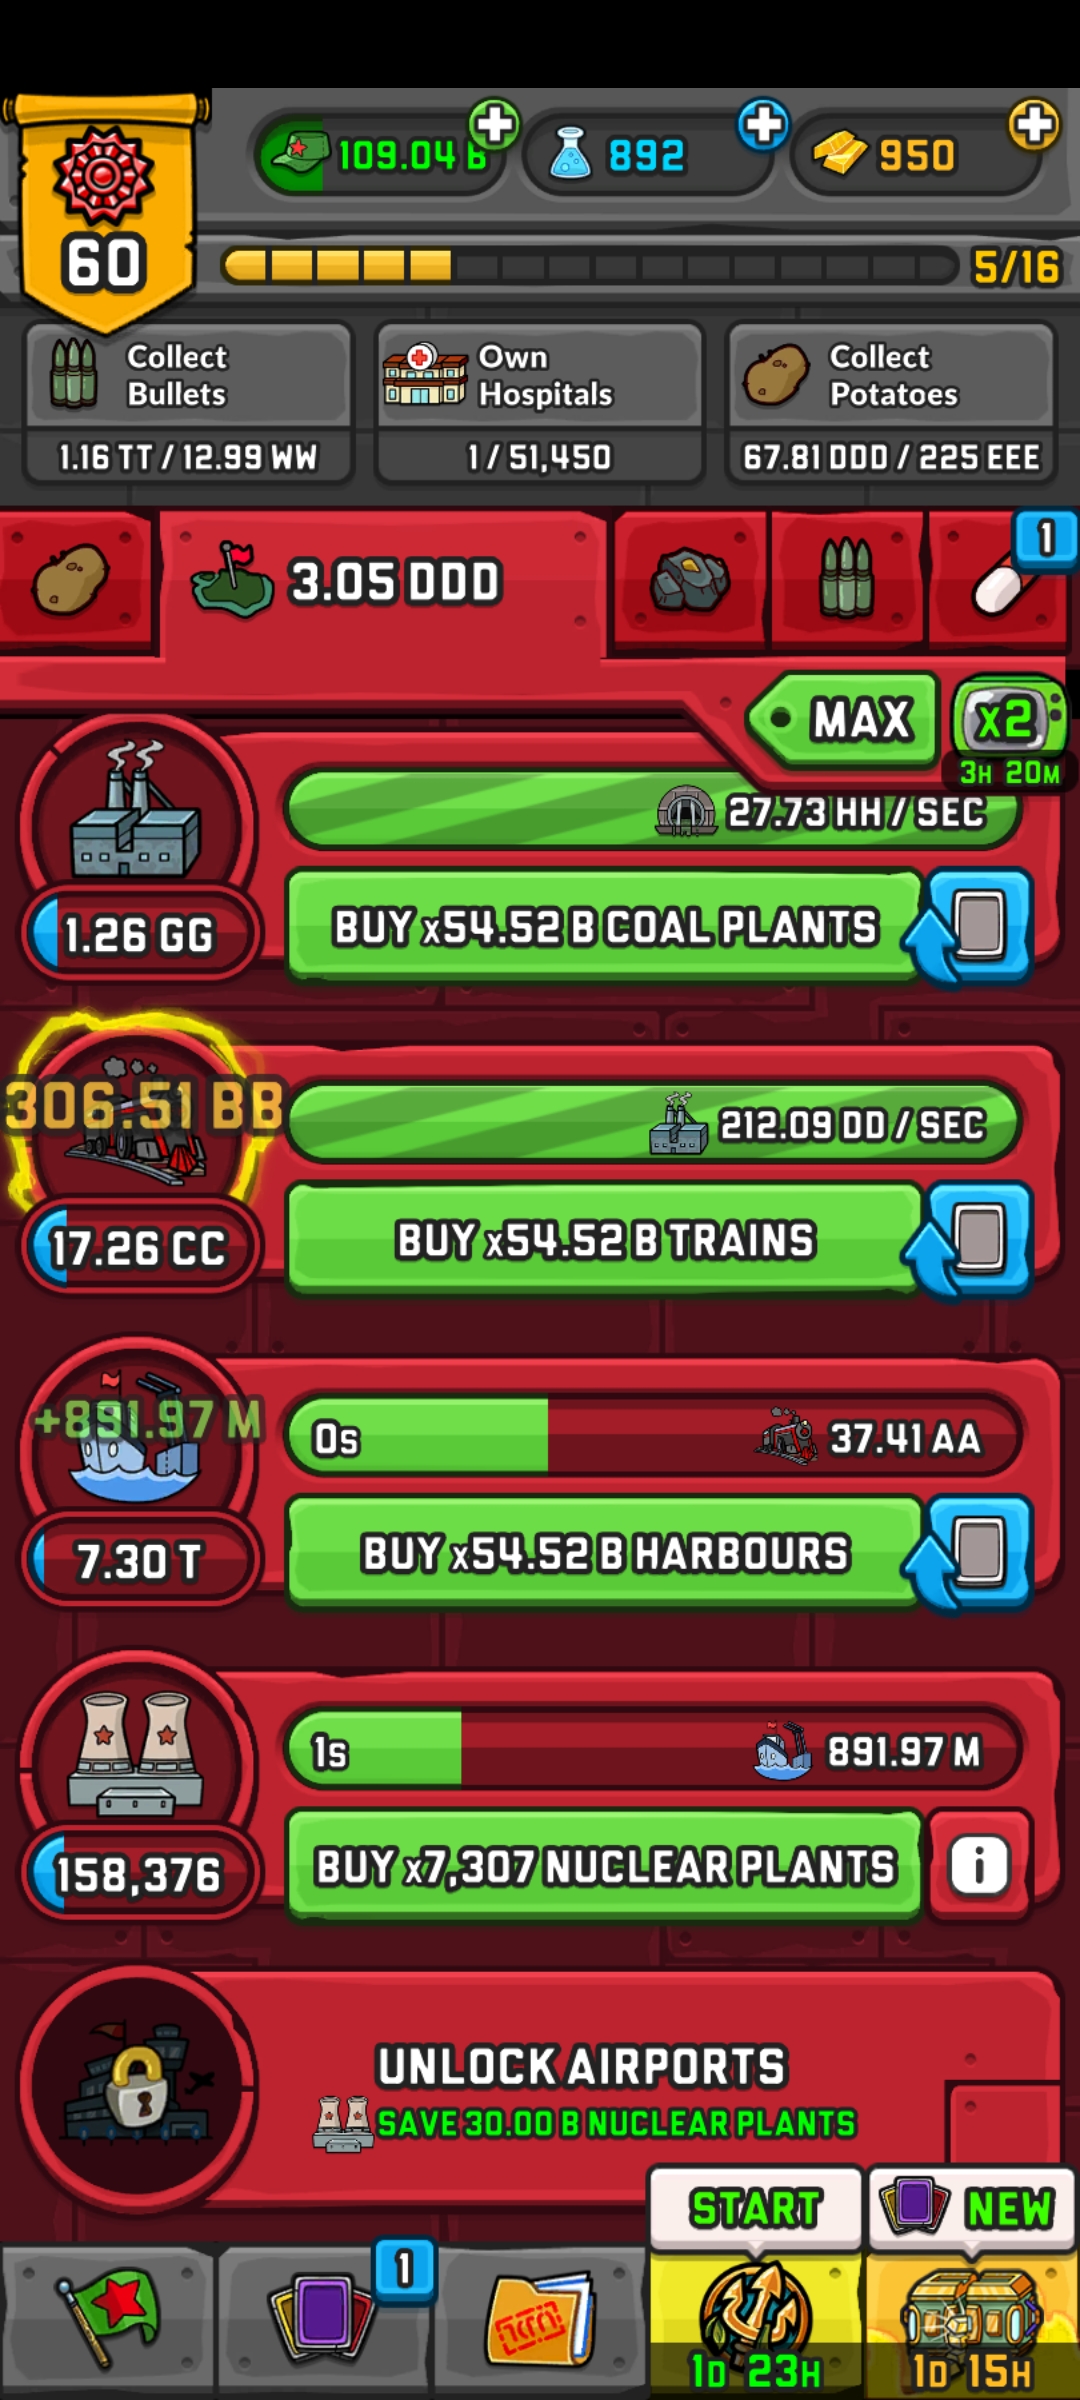 109.04 B
892
950
60
5/16
Collect
Bullets
1.16 TT / 12.99 WW
Own
Hospitals
1 / 51,450
Collect
Potatoes
67.81 DDD / 225 EEE
3.05 DDD
1
MAX
x2
3H 20M
27.73 HH / SEC
1.26 GG
BUY x54.52 B COAL PLANTS
306.51 BB
212.09 DD / SEC
17.26 CC
BUY x54.52 B TRAINS
+891.97 M
0s
37.41 AA
7.30 T
BUY x54.52 B HARBOURS
1s
891.97 M
158,376
BUY x7,307 NUCLEAR PLANTS
i
UNLOCK AIRPORTS
SAVE 30.00 B NUCLEAR PLANTS
START
NEW
1
1D 23H
1D 15H